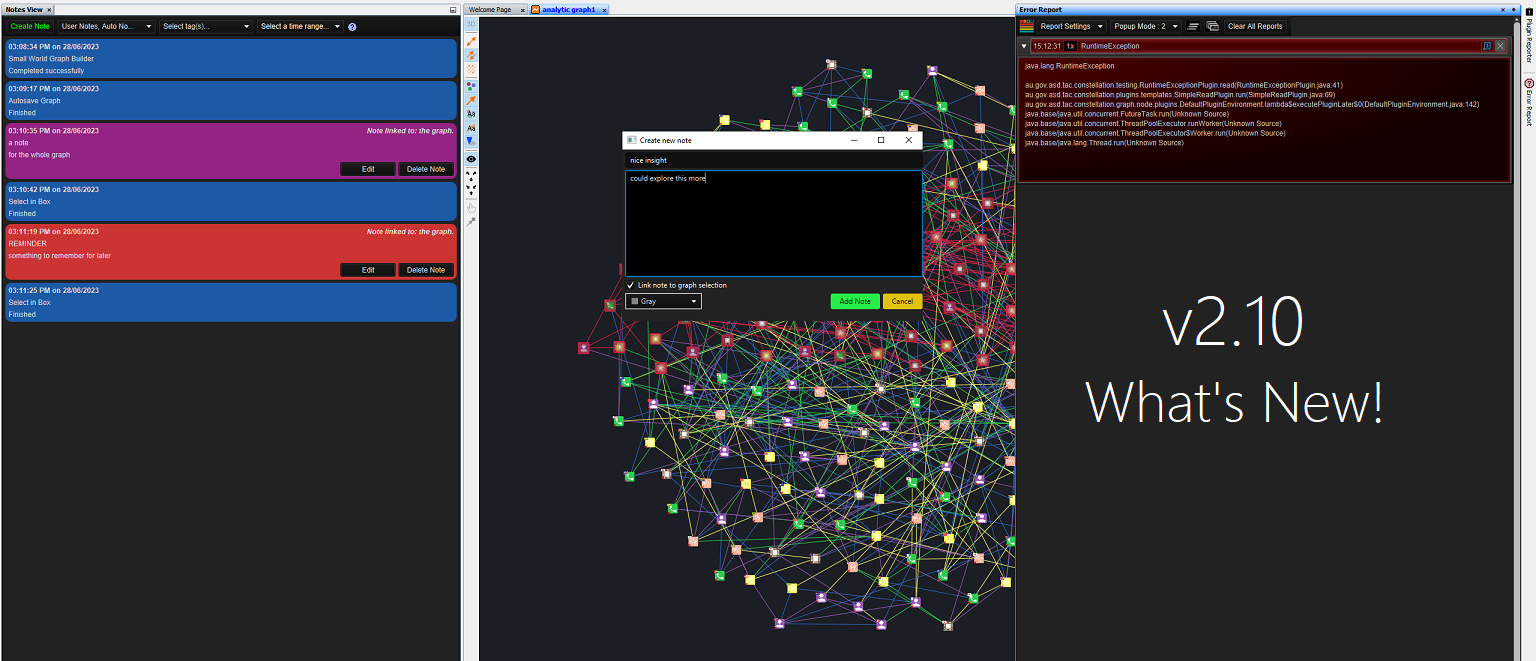 Notes View
Create Note
User Notes, Auto No...
Select tag(s)...
Select a time range...
03:08:34 PM on 28/06/2023
Small World Graph Builder
Completed successfully
03:09:17 PM on 28/06/2023
Autosave Graph
Finished
03:10:35 PM on 28/06/2023
Note linked to: the graph.
a note
for the whole graph
Edit
Delete Note
03:10:42 PM on 28/06/2023
Select in Box
Finished
03:11:19 PM on 28/06/2023
Note linked to: the graph.
REMINDER
something to remember for later
Edit
Delete Note
03:11:25 PM on 28/06/2023
Select in Box
Finished
Welcome Page
analytic graph1
3D
Aa
Aa
Create new note
nice insight
could explore this more
Link note to graph selection
Gray
Add Note
Cancel
Error Report
Report Settings
Popup Mode : 2
Clear All Reports
15:12:31
1x
RuntimeException
java.lang.RuntimeException
au.gov.asd.tac.constellation.testing.RuntimeExceptionPlugin.read(RuntimeExceptionPlugin.java:41)
au.gov.asd.tac.constellation.plugins.templates.SimpleReadPlugin.run(SimpleReadPlugin.java:69)
au.gov.asd.tac.constellation.graph.node.plugins.DefaultPluginEnvironment.lambda$executePluginLater$0(DefaultPluginEnvironment.java:142)
java.base/java.util.concurrent.FutureTask.run(Unknown Source)
java.base/java.util.concurrent.ThreadPoolExecutor.runWorker(Unknown Source)
java.base/java.util.concurrent.ThreadPoolExecutor$Worker.run(Unknown Source)
java.base/java.lang.Thread.run(Unknown Source)
v2.10
What's New!
Plugin Reporter
Error Report